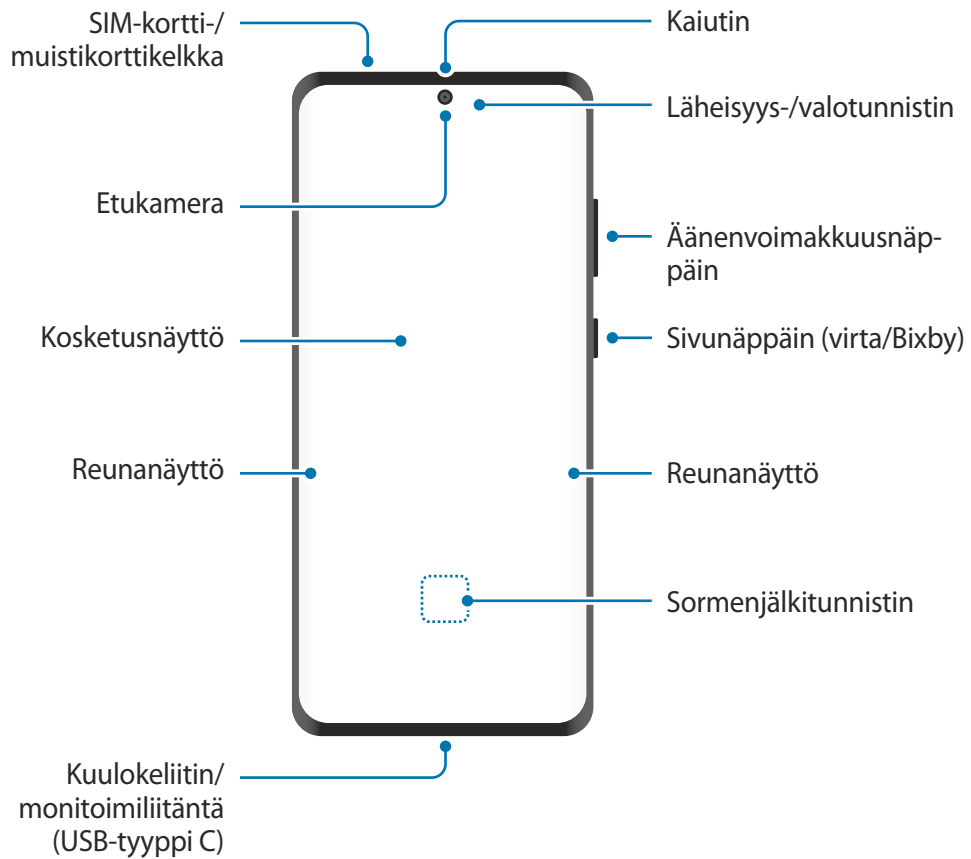 SIM-kortti-/
muistikorttikelkka
Kaiutin
Läheisyys-/valotunnistin
Etukamera
Äänenvoimakkuusnäp-
päin
Kosketusnäyttö
Sivunäppäin (virta/Bixby)
Reunanäyttö
Reunanäyttö
Sormenjälkitunnistin
Kuulokeliitin/
monitoimiliitäntä
(USB-tyyppi C)